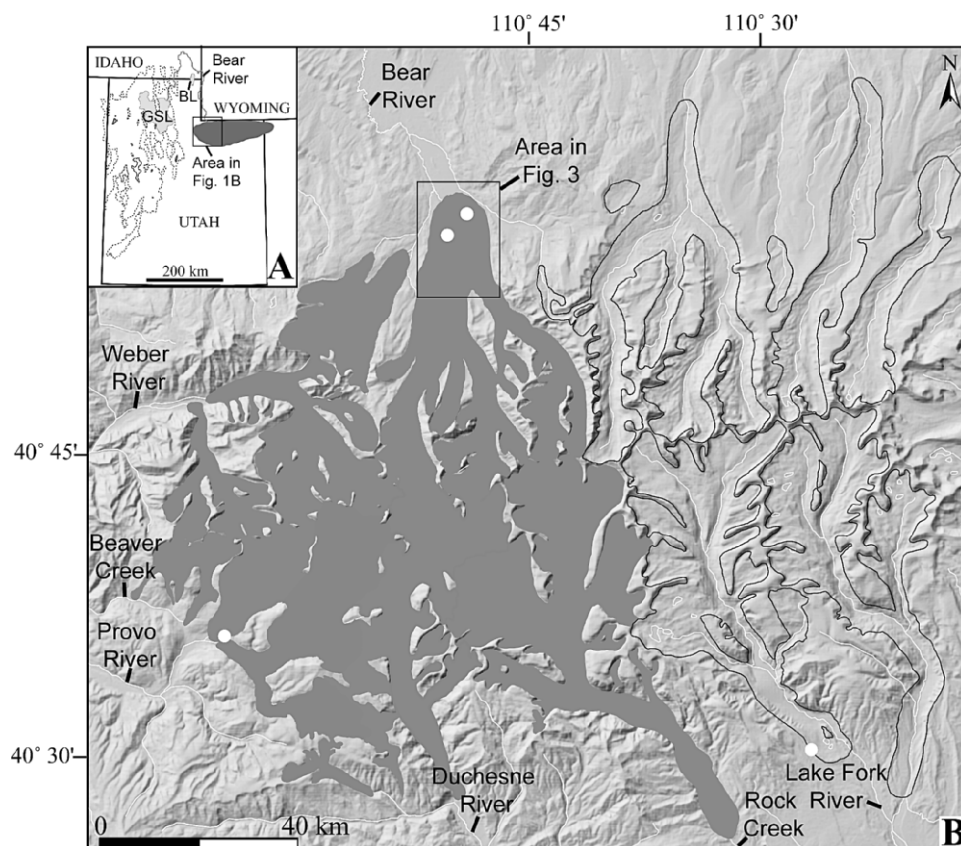 110° 45'
110° 30'
IDAHO
Bear
River
BL
WYOMING
GSL
Area in
Fig. 1B
UTAH
200 km
A
Bear
River
Area in
Fig. 3
N
Weber
River
40° 45'
Beaver
Creek
Provo
River
40° 30'
Duchesne
River
Lake Fork
River
Rock
Creek
0
40 km
B